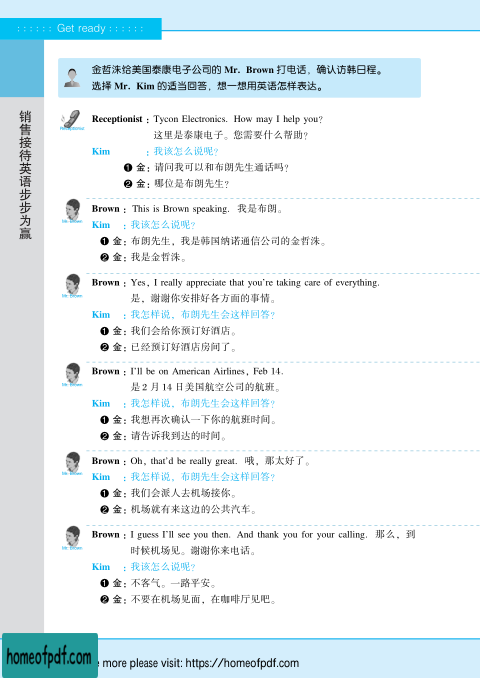 ：：：：：： Get ready ：：：：：：
金哲洙给美国泰康电子公司的 Mr. Brown 打电话，确认访韩日程。
选择 Mr. Kim 的适当回答，想一想用英语怎样表达。
销售接待英语步步为赢
Receptionist
Receptionist： Tycon Electronics. How may I help you?
这里是泰康电子。您需要什么帮助？
Kim ：我该怎么说呢？
❶ 金：请问我可以和布朗先生通话吗？
❷ 金：哪位是布朗先生？
Mr. Brown
Brown： This is Brown speaking. 我是布朗。
Kim ：我该怎么说呢？
❶ 金：布朗先生，我是韩国纳诺通信公司的金哲洙。
❷ 金：我是金哲洙。
Mr. Brown
Brown： Yes, I really appreciate that you're taking care of everything.
是，谢谢你安排好各方面的事情。
Kim ：我怎样说，布朗先生会这样回答？
❶ 金：我们会给你预订好酒店。
❷ 金：已经预订好酒店房间了。
Mr. Brown
Brown： I'll be on American Airlines, Feb 14.
是 2 月 14 日美国航空公司的航班。
Kim ：我怎样说，布朗先生会这样回答？
❶ 金：我想再次确认一下你的航班时间。
❷ 金：请告诉我到达的时间。
Mr. Brown
Brown： Oh, that'd be really great. 哦，那太好了。
Kim ：我怎样说，布朗先生会这样回答？
❶ 金：我们会派人去机场接你。
❷ 金：机场就有来这边的公共汽车。
Mr. Brown
Brown： I guess I'll see you then. And thank you for your calling. 那么，到
时候机场见。谢谢你来电话。
Kim ：我该怎么说呢？
❶ 金：不客气。一路平安。
❷ 金：不要在机场见面，在咖啡厅见吧。
homeofpdf.com
more please visit: https://homeofpdf.com